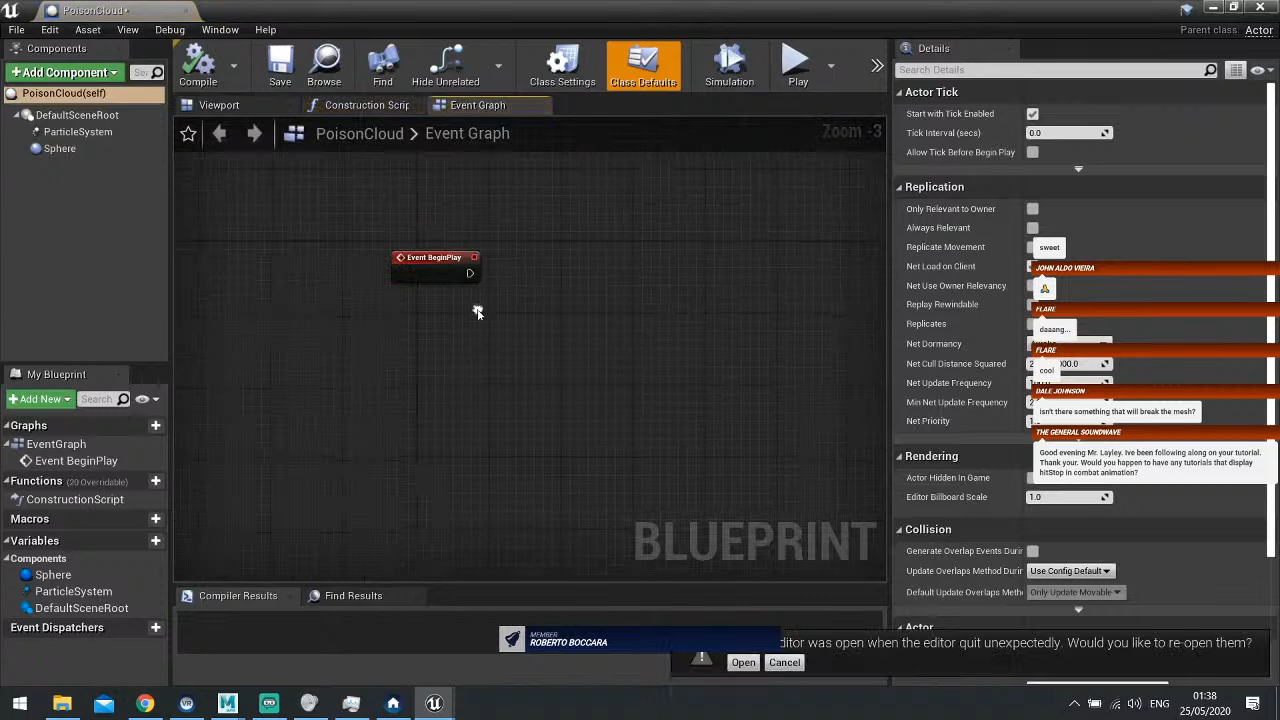 PoisonCloud•
File
Edit
Asset
View
Debug
Window
Help
Parent class: Actor
Components
Add Component
Ser
PoisonCloud(self)
DefaultSceneRoot
ParticleSystem
Sphere
Compile
Save
Browse
Find
Hide Unrelated
Class Settings
Class Defaults
Simulation
Play
Viewport
Construction Scrip
Event Graph
PoisonCloud
Event Graph
Zoom -3
Event BeginPlay
BLUEPRINT
My Blueprint
Add New
Search
Graphs
EventGraph
Event BeginPlay
Functions (20 Overridable)
ConstructionScript
Macros
Variables
Components
Sphere
ParticleSystem
DefaultSceneRoot
Event Dispatchers
Compiler Results
Find Results
MEMBER
ROBERTO BOCCARA
ditor was open when the editor quit unexpectedly. Would you like to re-open them?
Open
Cancel
Details
Search Details
Actor Tick
Start with Tick Enabled
Tick Interval (secs)
0.0
Allow Tick Before Begin Play
Replication
Only Relevant to Owner
Always Relevant
Replicate Movement
Net Load on Client
Net Use Owner Relevancy
Replay Rewindable
Replicates
Net Dormancy
Net Cull Distance Squared
Net Update Frequency
Min Net Update Frequency
Net Priority
sweet
JOHN ALDO VIEIRA
FLARE
daaang...
FLARE
cool
DALE JOHNSON
isn't there something that will break the mesh?
THE GENERAL SOUNDWAVE
Good evening Mr. Layley. Ive been following along on your tutorial.
Thank your. Would you happen to have any tutorials that display
hitStop in combat animation?
Rendering
Actor Hidden In Game
Editor Billboard Scale
1.0
Collision
Generate Overlap Events Durin
Update Overlaps Method Durin
Use Config Default
Default Update Overlaps Meth
Only Update Movable
Actor
ENG
01:38
25/05/2020